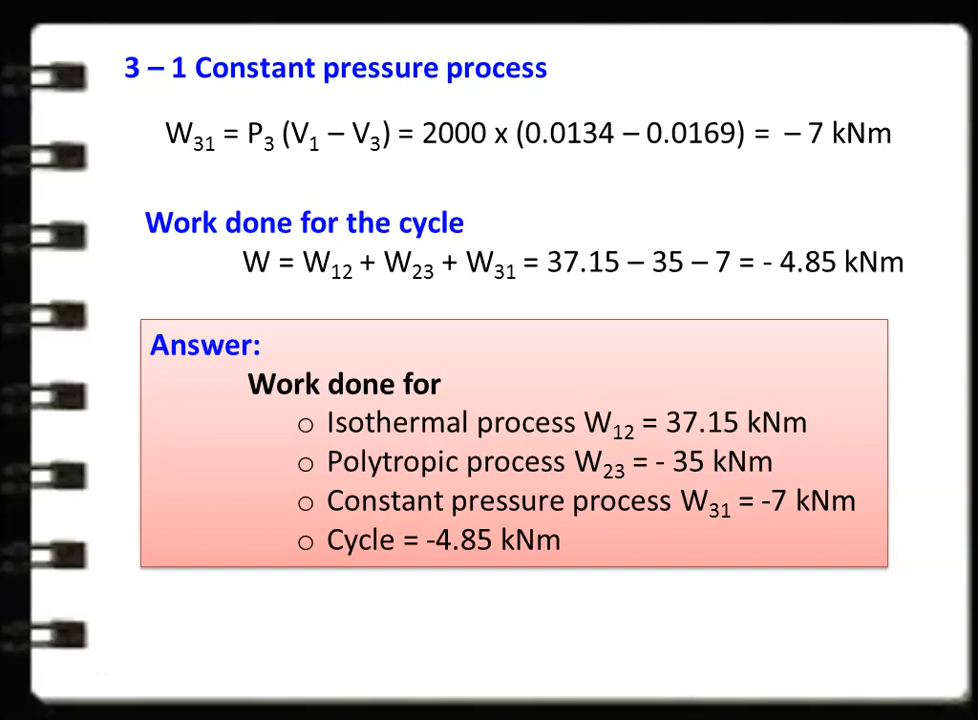 3 – 1 Constant pressure process
W₃₁ = P₃ (V₁ – V₃) = 2000 x (0.0134 – 0.0169) = – 7 kNm
Work done for the cycle
W = W₁₂ + W₂₃ + W₃₁ = 37.15 – 35 – 7 = - 4.85 kNm
Answer:
Work done for
○ Isothermal process W₁₂ = 37.15 kNm
○ Polytropic process W₂₃ = - 35 kNm
○ Constant pressure process W₃₁ = -7 kNm
○ Cycle = -4.85 kNm